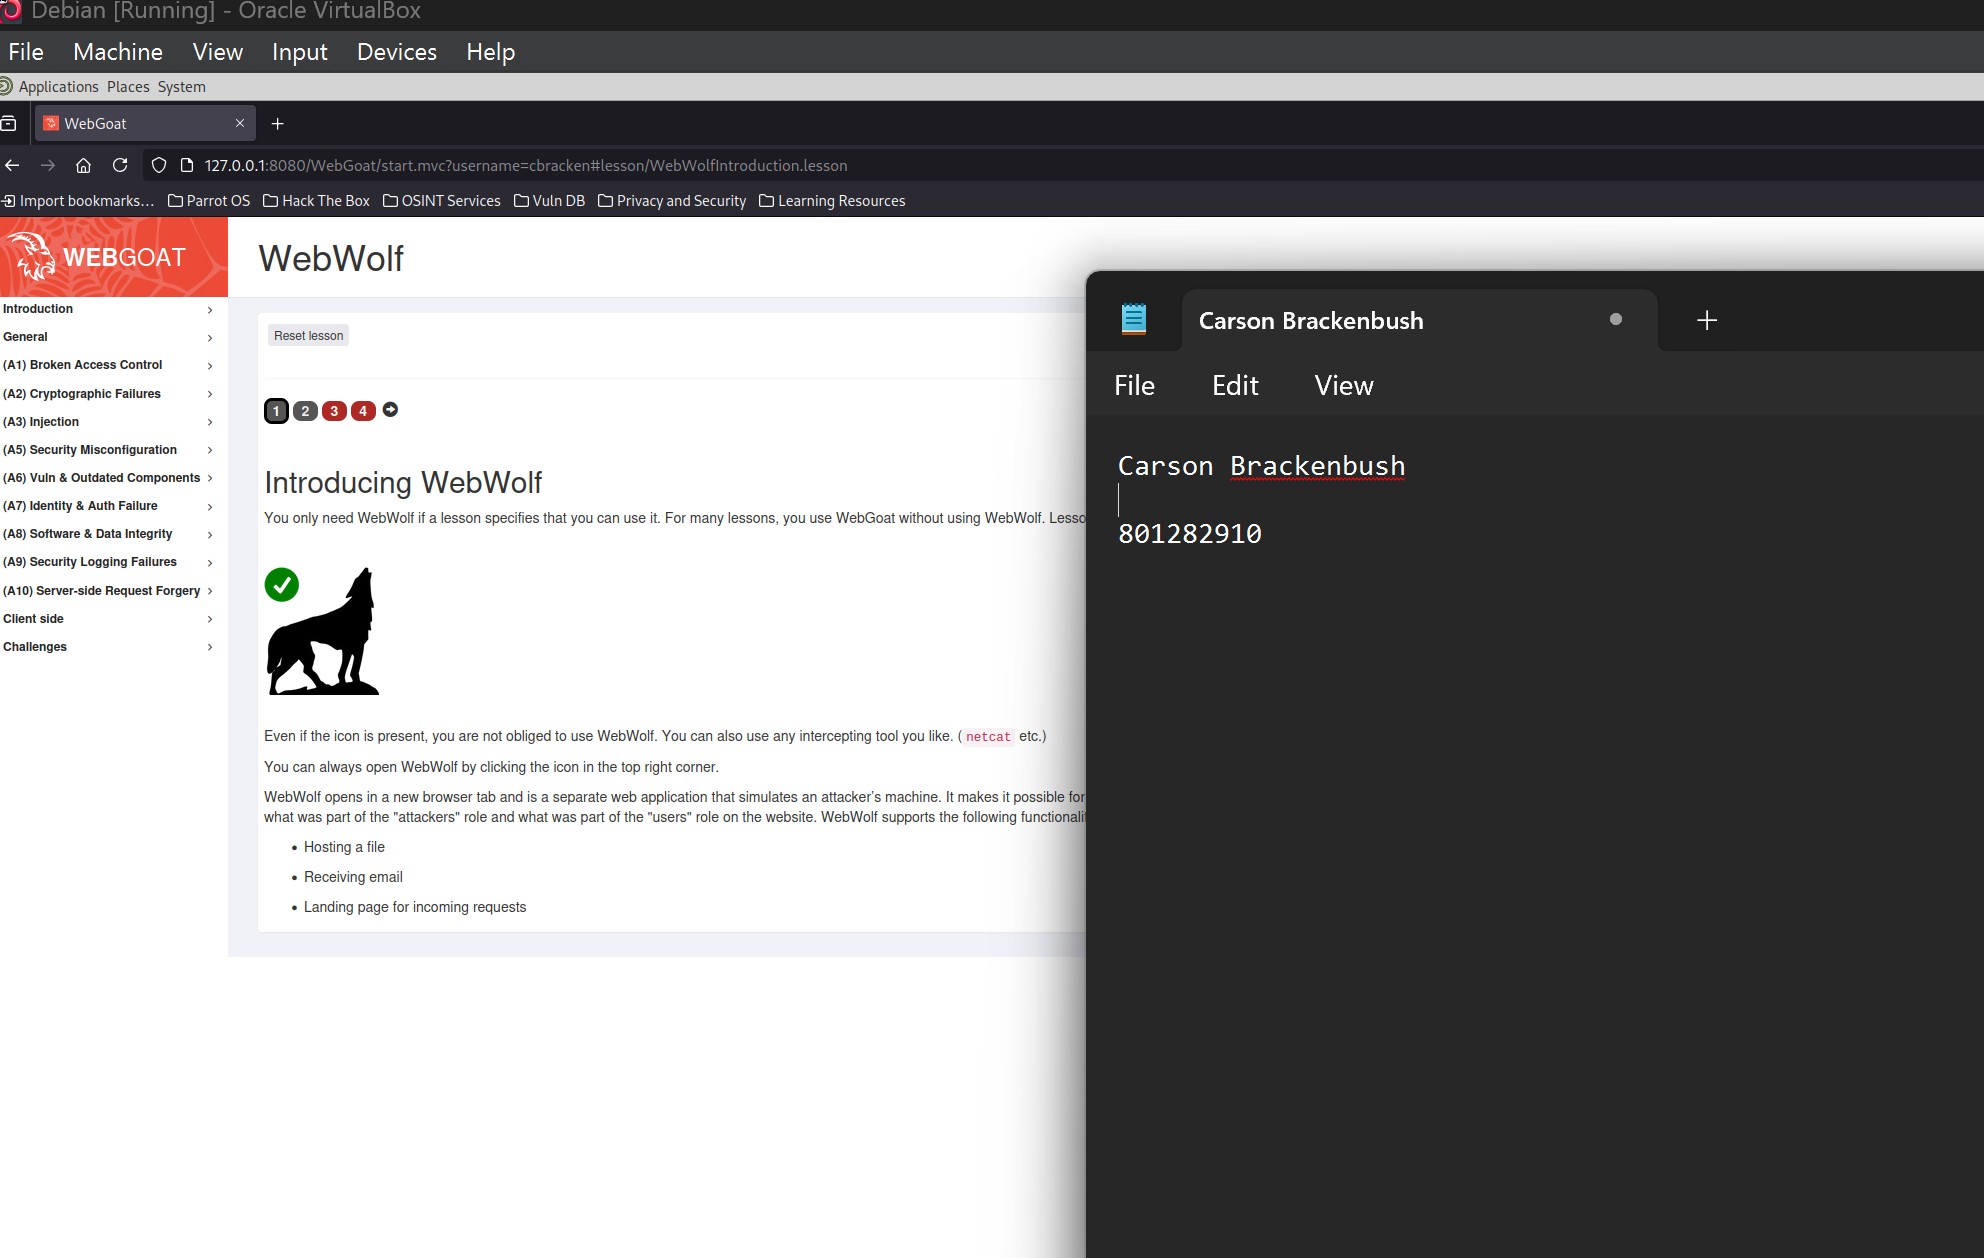 Debian [Running] - Oracle VirtualBox
File Machine View Input Devices Help
Applications Places System
WebGoat
127.0.0.1:8080/WebGoat/start.mvc?username=cbracken#lesson/WebWolfIntroduction.lesson
Import bookmarks... Parrot OS Hack The Box OSINT Services Vuln DB Privacy and Security Learning Resources
WEBGOAT
Introduction
General
(A1) Broken Access Control
(A2) Cryptographic Failures
(A3) Injection
(A5) Security Misconfiguration
(A6) Vuln & Outdated Components
(A7) Identity & Auth Failure
(A8) Software & Data Integrity
(A9) Security Logging Failures
(A10) Server-side Request Forgery
Client side
Challenges
WebWolf
Reset lesson
1 2 3 4
Introducing WebWolf
You only need WebWolf if a lesson specifies that you can use it. For many lessons, you use WebGoat without using WebWolf. Lesso
Even if the icon is present, you are not obliged to use WebWolf. You can also use any intercepting tool you like. ( netcat etc.)
You can always open WebWolf by clicking the icon in the top right corner.
WebWolf opens in a new browser tab and is a separate web application that simulates an attacker's machine. It makes it possible for
what was part of the "attackers" role and what was part of the "users" role on the website. WebWolf supports the following functionali
Hosting a file
Receiving email
Landing page for incoming requests
Carson Brackenbush
File Edit View
Carson Brackenbush
801282910